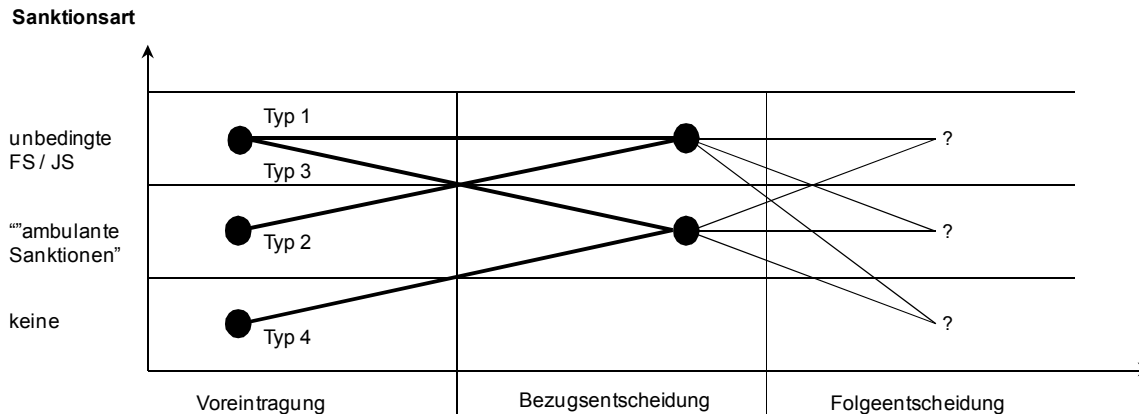 Sanktionsart
Typ 1
unbedingte
FS / JS
?
Typ 3
“”ambulante
Sanktionen”
Typ 2
?
keine
Typ 4
?
Voreintragung
Bezugsentscheidung
Folgeentscheidung